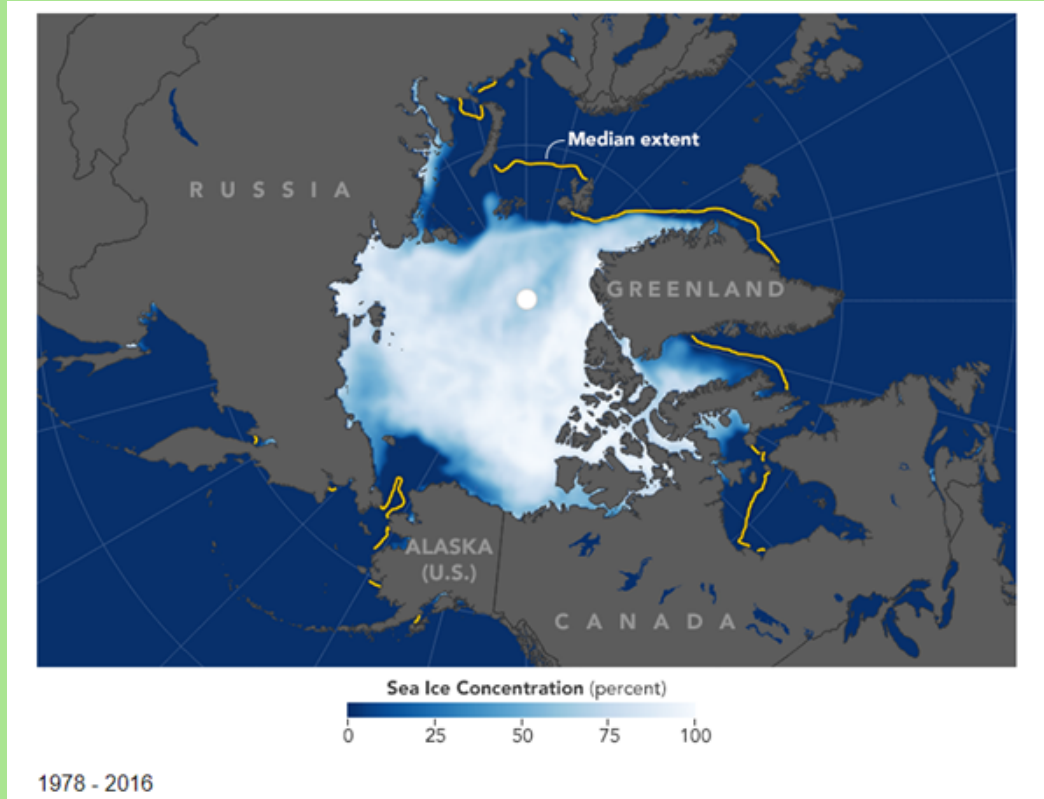 Median extent
RUSSIA
GREENLAND
ALASKA
(U.S.)
CANADA
Sea Ice Concentration (percent)
0 25 50 75 100
1978 - 2016